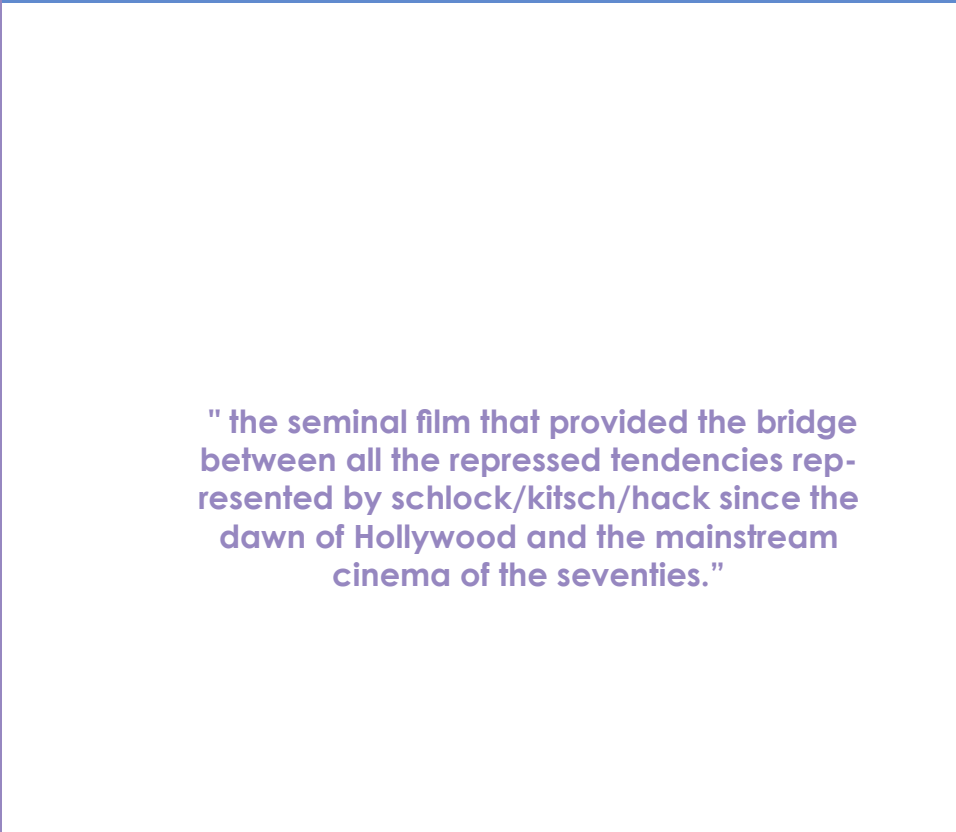 " the seminal film that provided the bridge
between all the repressed tendencies rep-
resented by schlock/kitsch/hack since the
dawn of Hollywood and the mainstream
cinema of the seventies.”